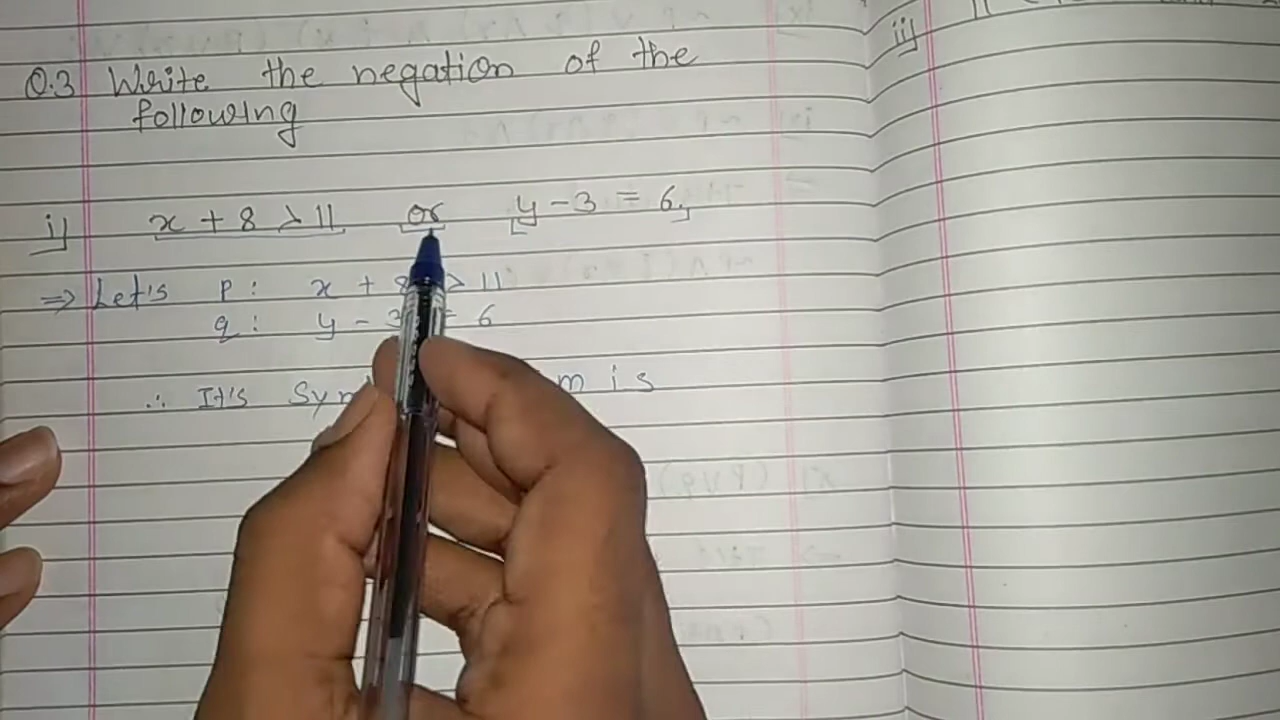 Q.3 Write the negation of the
following
i) x + 8 > 11 or y - 3 = 6
⇒ Let's p : x + 8 > 11
q : y - 3 = 6
∴ It's is
ii)